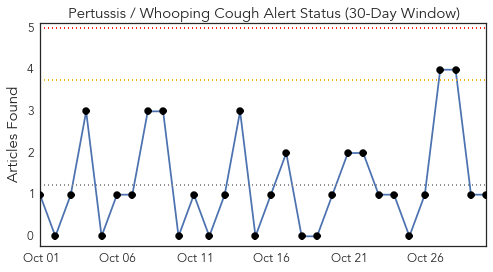 Pertussis / Whooping Cough Alert Status (30-Day Window)
Articles Found
5
4
3
2
1
0
Oct 01 Oct 06 Oct 11 Oct 16 Oct 21 Oct 26